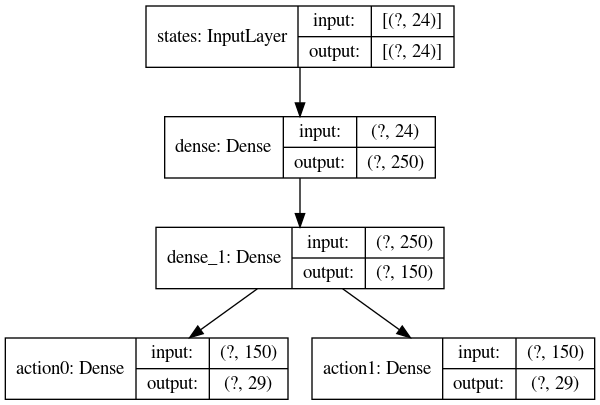 states: InputLayer
input: [(?, 24)]
output: [(?, 24)]
dense: Dense
input: (?, 24)
output: (?, 250)
dense_1: Dense
input: (?, 250)
output: (?, 150)
action0: Dense
input: (?, 150)
output: (?, 29)
action1: Dense
input: (?, 150)
output: (?, 29)